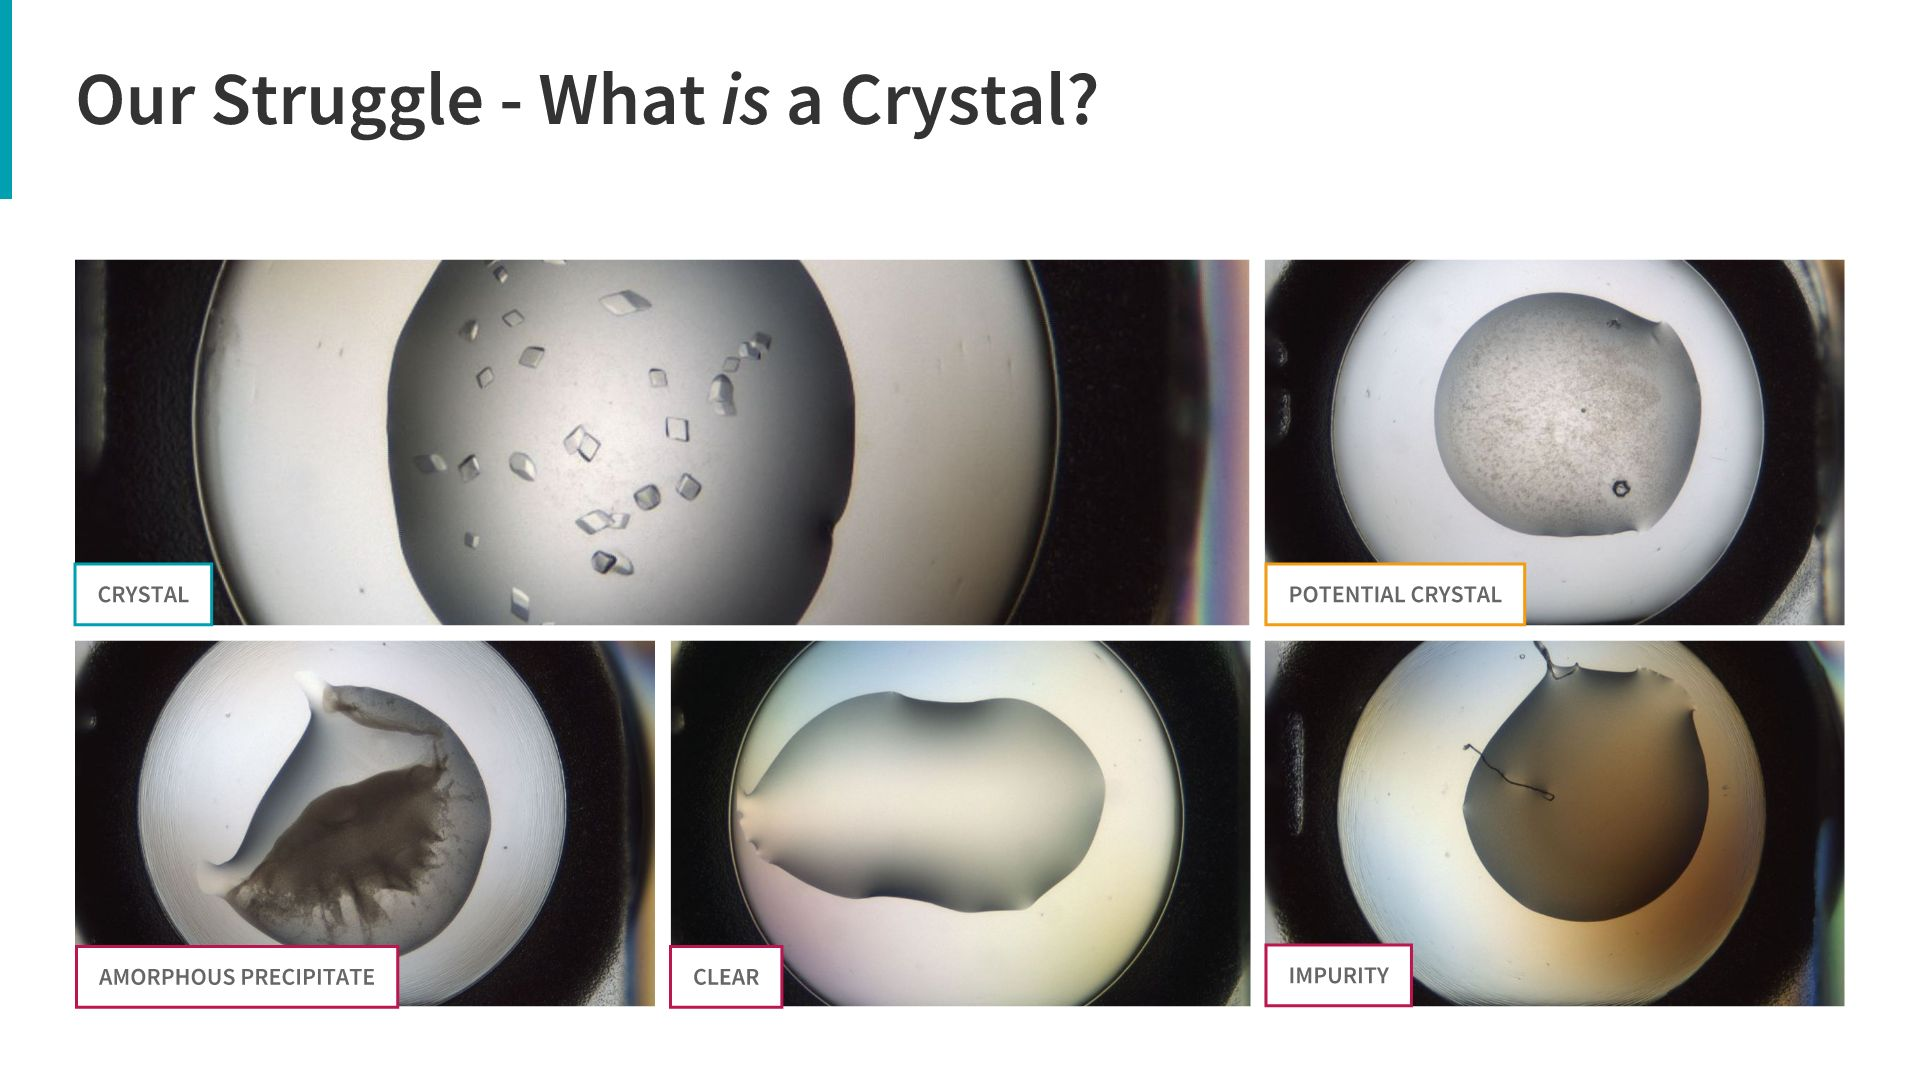 Our Struggle - What is a Crystal?
CRYSTAL
POTENTIAL CRYSTAL
AMORPHOUS PRECIPITATE
CLEAR
IMPURITY